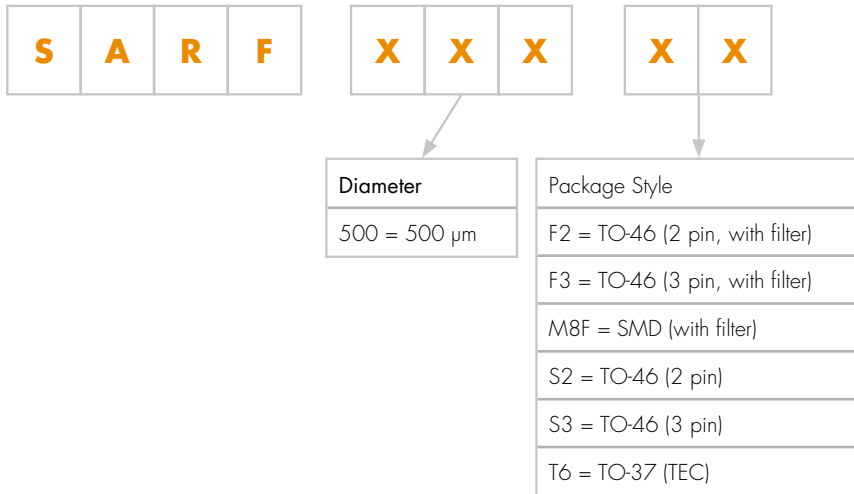 S A R F X X X X X
Diameter
500 = 500 µm
Package Style
F2 = TO-46 (2 pin, with filter)
F3 = TO-46 (3 pin, with filter)
M8F = SMD (with filter)
S2 = TO-46 (2 pin)
S3 = TO-46 (3 pin)
T6 = TO-37 (TEC)